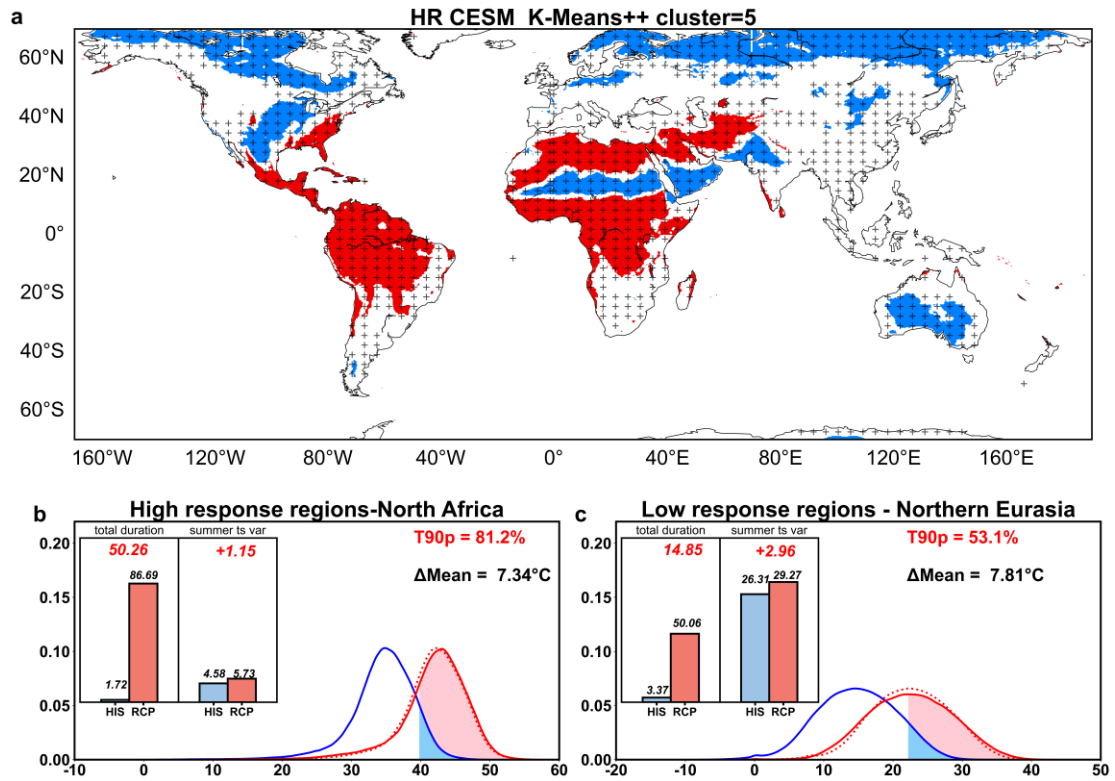 a
HR CESM K-Means++ cluster=5
60°N
40°N
20°N
0°
20°S
40°S
60°S
160°W 120°W 80°W 40°W 0° 40°E 80°E 120°E 160°E
b
High response regions-North Africa
0.20
0.15
0.10
0.05
0.00
total duration
50.26
86.69
1.72
HIS RCP
summer ts var
+1.15
4.58 5.73
HIS RCP
T90p = 81.2%
ΔMean = 7.34°C
-10 0 10 20 30 40 50 60
c
Low response regions - Northern Eurasia
0.20
0.15
0.10
0.05
0.00
total duration
14.85
50.06
3.37
HIS RCP
summer ts var
+2.96
26.31 29.27
HIS RCP
T90p = 53.1%
ΔMean = 7.81°C
-20 -10 0 10 20 30 40 50